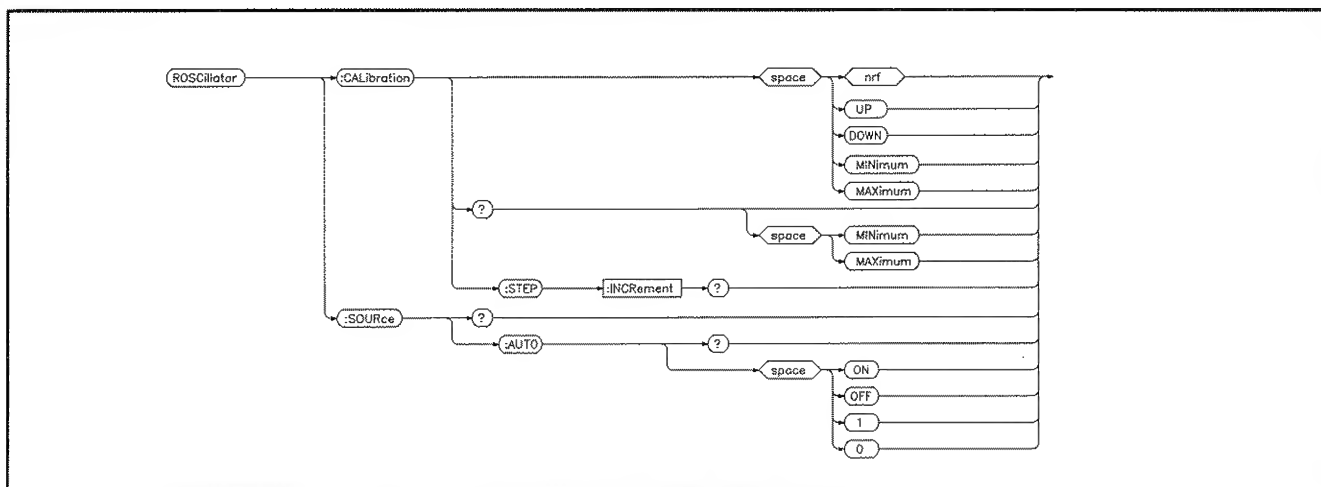 ROSCillator :CALibration space nrf
UP
DOWN
MINimum
MAXimum
?
space MINimum
MAXimum
:STEP :INCRement ?
:SOURce ?
:AUTO ?
space ON
OFF
1
0